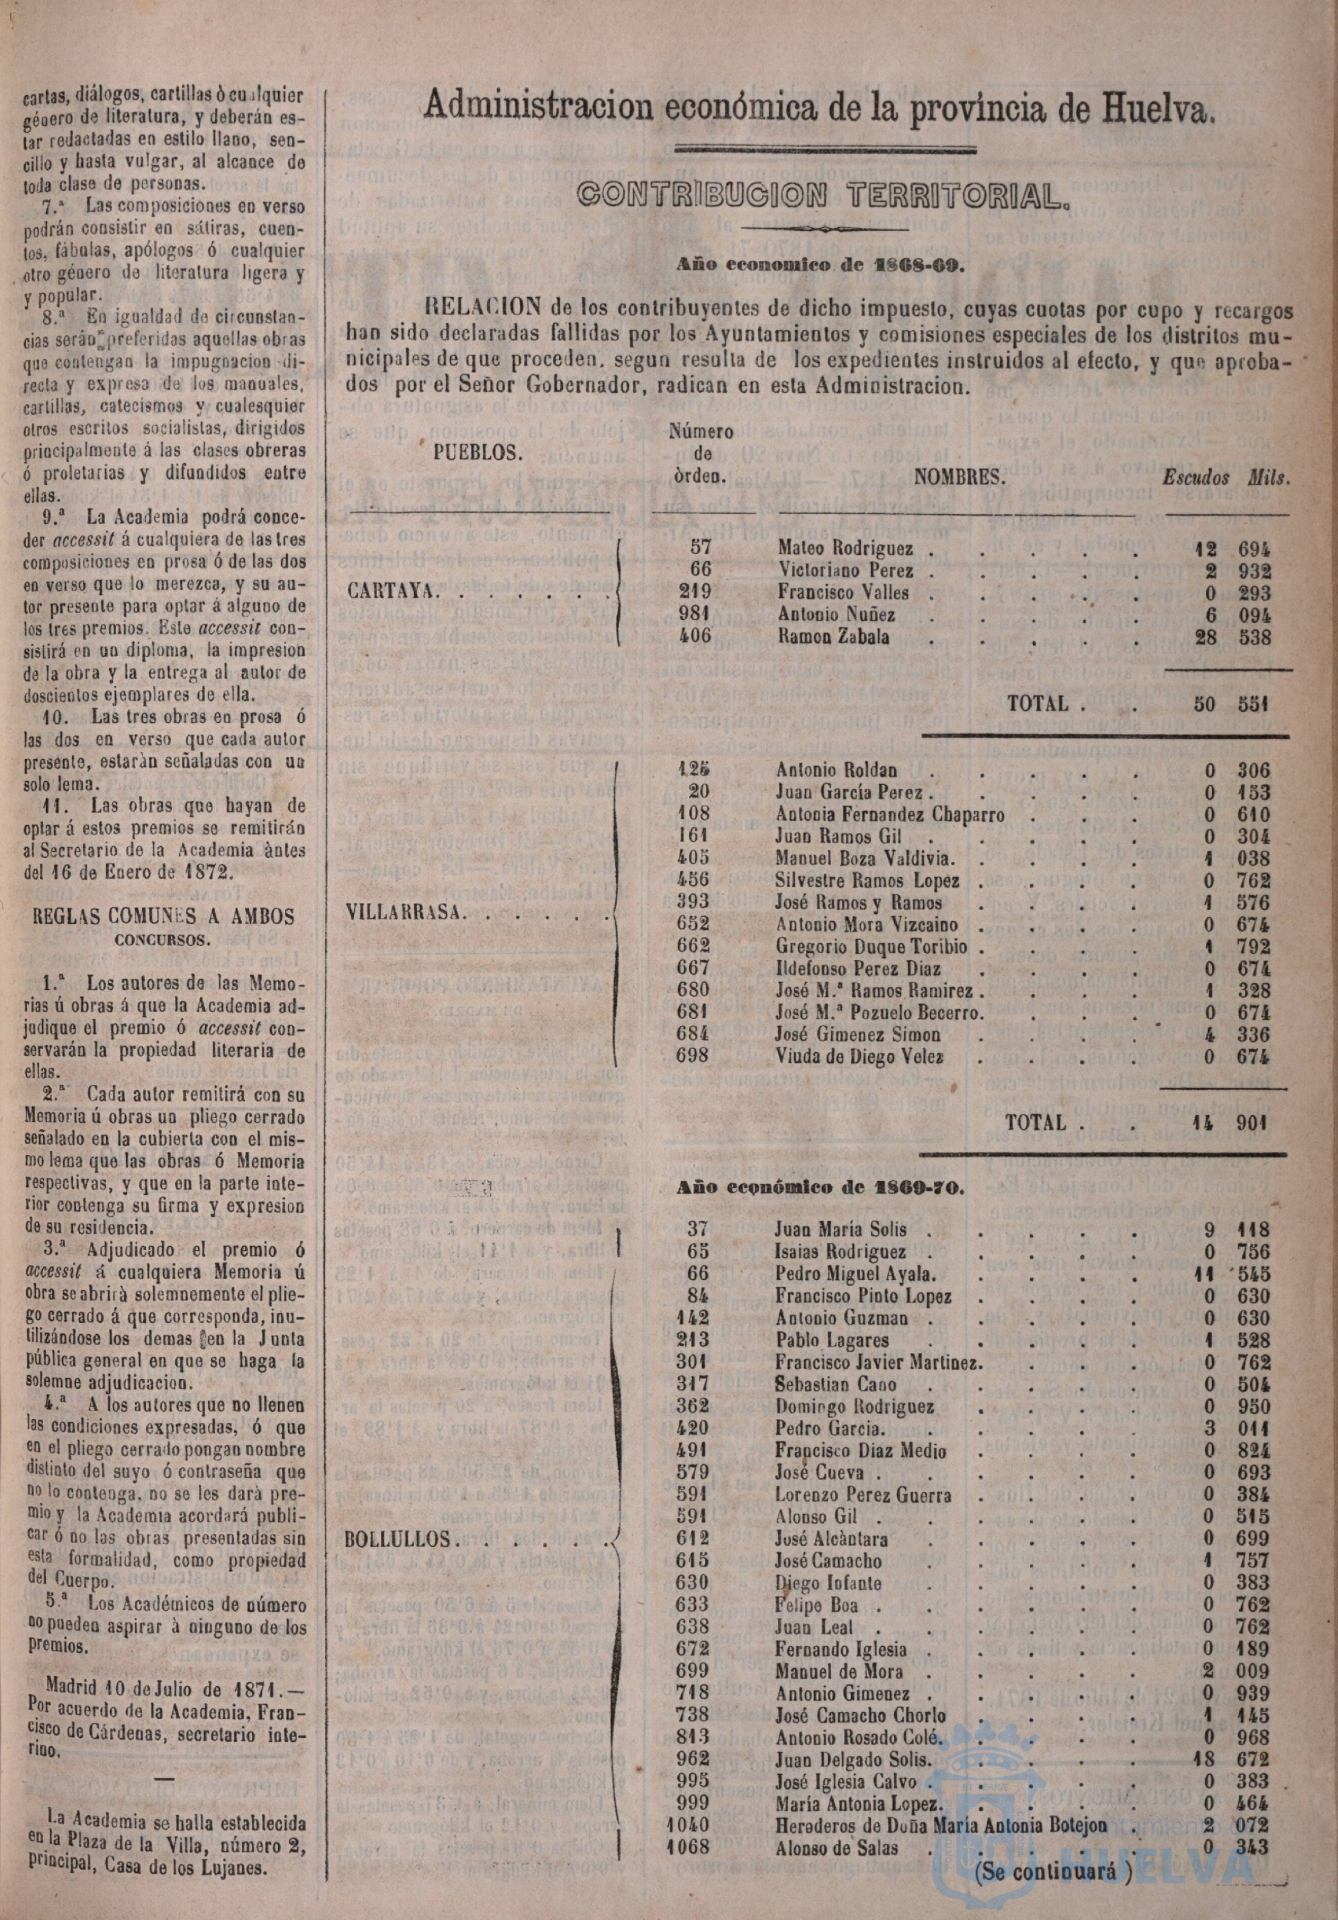 cartas, diálogos, cartillas ò cualquier
género de literatura, y deberán es-
tar redactadas en estilo llano, sen-
cillo y hasta vulgar, al alcance de
toda clase de personas.
7.ª Las composiciones en verso
podrán consistir en sátiras, cuen-
tos, fábulas, apólogos ó cualquier
otro género de literatura ligera y
y popular.
8.ª En igualdad de circunstan-
cias serán preferidas aquellas obras
que contengan la impugnacion di-
recta y expresa de los manuales,
cartillas, catecismos y cualesquier
otros escritos socialistas, dirigidos
principalmente á las clases obreras
ó proletarias y difundidos entre
ellas.
9.ª La Academia podrá conce-
der accessit á cualquiera de las tres
composiciones en prosa ó de las dos
en verso que lo merezca, y su au-
tor presente para optar á alguno de
los tres premios. Este accessit con-
sistirá en un diploma, la impresion
de la obra y la entrega al autor de
doscientos ejemplares de ella.
10. Las tres obras en prosa ó
las dos en verso que cada autor
presente, estaràn señaladas con un
solo lema.
11. Las obras que hayan de
optar á estos premios se remitirán
al Secretario de la Academia àntes
del 16 de Enero de 1872.
REGLAS COMUNES A AMBOS
CONCURSOS.
1.ª Los autores de las Memo-
rias ú obras á que la Academia ad-
judique el premio ó accessit con-
servarán la propiedad literaria de
ellas.
2.ª Cada autor remitirá con su
Memoria ú obras un pliego cerrado
señalado en la cubierta con el mis-
mo lema que las obras ó Memoria
respectivas, y que en la parte inte-
rior contenga su firma y expresion
de su residencia.
3.ª Adjudicado el premio ó
accessit á cualquiera Memoria ú
obra se abrirà solemnemente el plie-
go cerrado á que corresponda, inu-
tilizándose los demas en la Junta
pública general en que se haga la
solemne adjudicacion.
4.ª A los autores que no llenen
las condiciones expresadas, ó que
en el pliego cerrado pongan nombre
distinto del suyo ó contraseña que
no lo contenga, no se les dará pre-
mio y la Academia acordará publi-
car ó no las obras presentadas sin
esta formalidad, como propiedad
del Cuerpo.
5.ª Los Académicos de número
no pueden aspirar à ninguno de los
premios.
Madrid 10 de Julio de 1871.—
Por acuerdo de la Academia, Fran-
cisco de Cárdenas, secretario inte-
rino.
La Academia se halla establecida
en la Plaza de la Villa, número 2,
principal, Casa de los Lujanes.
Administracion económica de la provincia de Huelva.
CONTRIBUCION TERRITORIAL.
Año economico de 1868-69.
RELACION de los contribuyentes de dicho impuesto, cuyas cuotas por cupo y recargos
han sido declaradas fallidas por los Ayuntamientos y comisiones especiales de los distritos mu-
nicipales de que proceden, segun resulta de los expedientes instruidos al efecto, y que aproba-
dos por el Señor Gobernador, radican en esta Administracion.
PUEBLOS. Número de òrden. NOMBRES. Escudos Mils.
CARTAYA. . . . . . .
57 Mateo Rodriguez . . . . . 12 694
66 Victoriano Perez . . . . . 2 932
219 Francisco Valles . . . . . 0 293
981 Antonio Nuñez . . . . . 6 094
406 Ramon Zabala . . . . . 28 538
TOTAL . . 50 551
VILLARRASA. . . . . .
125 Antonio Roldan . . . . . 0 306
20 Juan García Perez . . . . . 0 153
108 Antonia Fernandez Chaparro . . . 0 610
161 Juan Ramos Gil . . . . . 0 304
405 Manuel Boza Valdivia. . . . . 1 038
456 Silvestre Ramos Lopez . . . . 0 762
393 José Ramos y Ramos . . . . 1 576
652 Antonio Mora Vizcaino . . . . 0 674
662 Gregorio Duque Toribio . . . . 1 792
667 Ildefonso Perez Diaz . . . . 0 674
680 José M.ª Ramos Ramirez . . . . 1 328
681 José M.ª Pozuelo Becerro. . . . 0 674
684 José Gimenez Simon . . . . 4 336
698 Viuda de Diego Velez . . . . 0 674
TOTAL . . 14 901
Año económico de 1869-70.
BOLLULLOS. . . . . . .
37 Juan María Solis . . . . . 9 118
65 Isaias Rodriguez . . . . . 0 756
66 Pedro Miguel Ayala. . . . . 11 545
84 Francisco Pinto Lopez . . . . 0 630
142 Antonio Guzman . . . . . 0 630
213 Pablo Lagares . . . . . 1 528
301 Francisco Javier Martinez. . . . 0 762
317 Sebastian Cano . . . . . 0 504
362 Domingo Rodriguez . . . . 0 950
420 Pedro Garcia. . . . . 3 011
491 Francisco Diaz Medio . . . . 0 824
579 José Cueva . . . . . . 0 693
591 Lorenzo Perez Guerra . . . . 0 384
591 Alonso Gil . . . . . . 0 515
612 José Alcàntara . . . . . 0 699
615 José Camacho . . . . . 1 757
630 Diego Infante . . . . . 0 383
633 Felipe Boa . . . . . . 0 762
638 Juan Leal . . . . . . 0 762
672 Fernando Iglesia . . . . . 0 189
699 Manuel de Mora . . . . . 2 009
718 Antonio Gimenez . . . . . 0 939
738 José Camacho Chorlo . . . . 1 145
813 Antonio Rosado Colé. . . . . 0 968
962 Juan Delgado Solis. . . . . 18 672
995 José Iglesia Calvo . . . . . 0 383
999 María Antonia Lopez. . . . . 0 464
1040 Herederos de Doña María Antonia Botejon . 2 072
1068 Alonso de Salas . . . . . 0 343
(Se continuará )
HUELVA